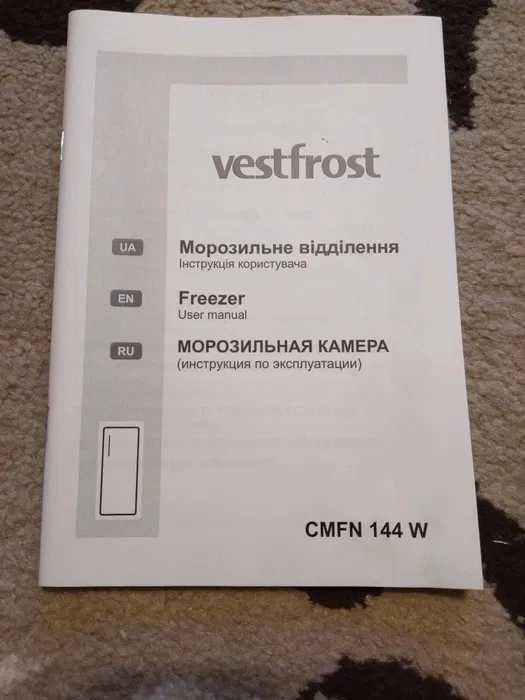 vestfrost
UA
Морозильне відділення
Інструкція користувача
EN
Freezer
User manual
RU
МОРОЗИЛЬНАЯ КАМЕРА
(инструкция по эксплуатации)
CMFN 144 W